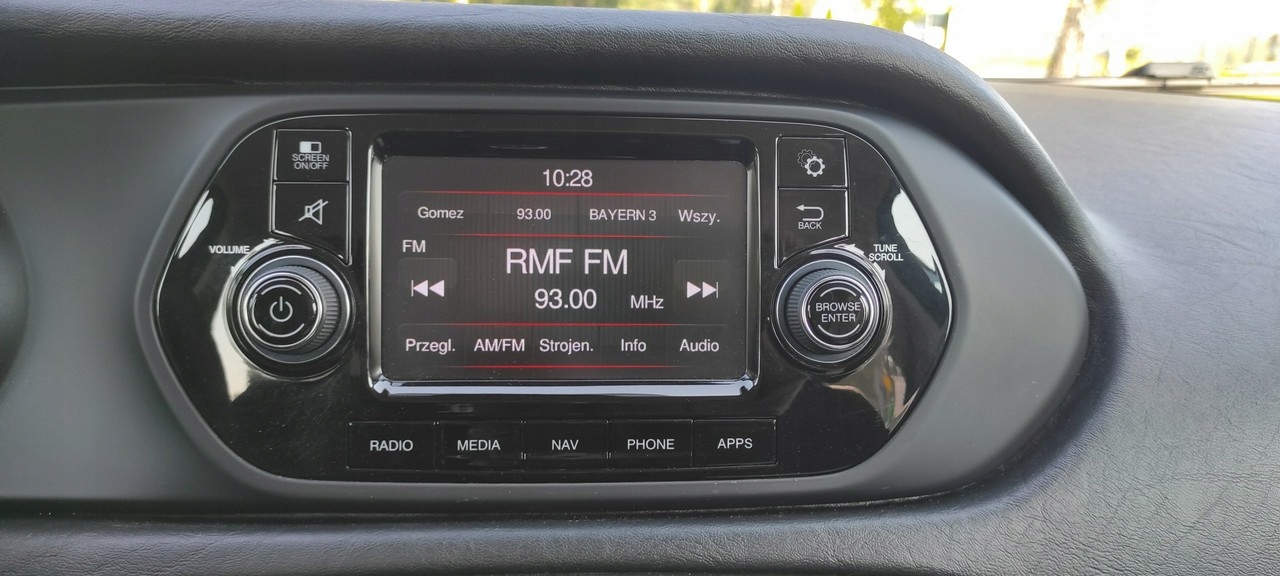 SCREEN
ON/OFF
VOLUME
10:28
Gomez 93.00 BAYERN 3 Wszy.
FM
RMF FM
93.00 MHz
Przegl. AM/FM Strojen. Info Audio
BACK
TUNE
SCROLL
BROWSE
ENTER
RADIO MEDIA NAV PHONE APPS